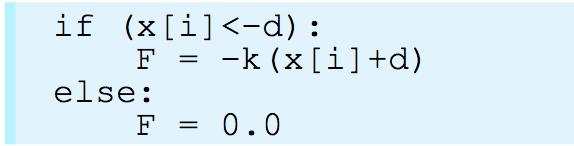 if (x[i]<-d):
    F = -k(x[i]+d)
else:
    F = 0.0